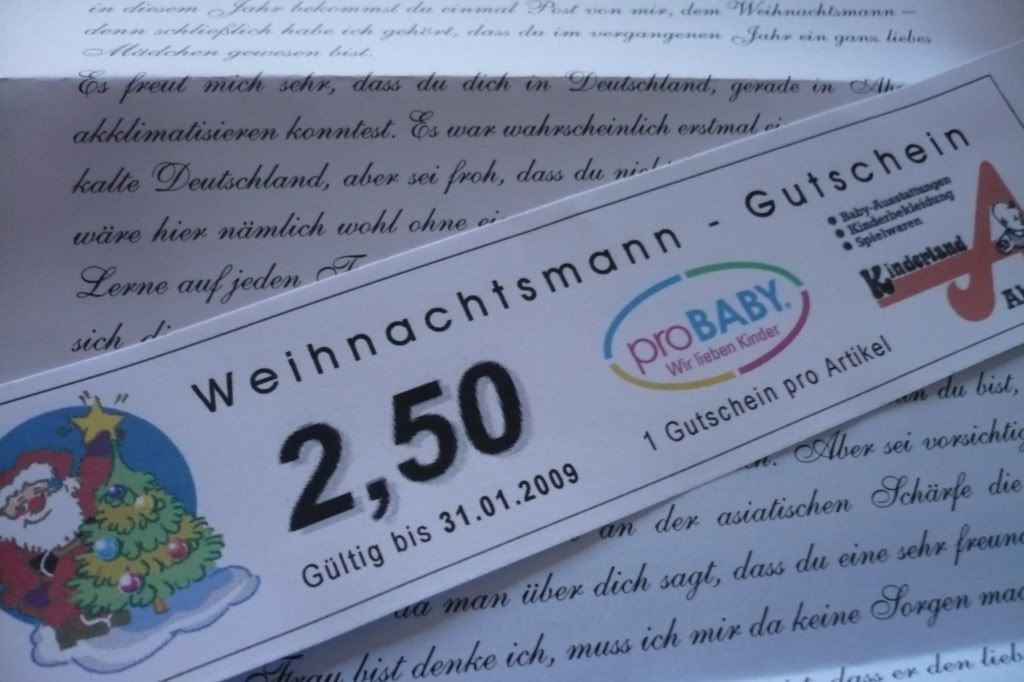 in diesem Jahr bekommst du einmal Post von mir, dem Weihnachtsmann –
denn schließlich habe ich gehört, dass du im vergangenen Jahr ein ganz liebes
Mädchen gewesen bist.
Es freut mich sehr, dass du dich in Deutschland, gerade in
akklimatisieren konntest. Es war wahrscheinlich erstmal
kalte Deutschland, aber sei froh, dass du
wäre hier nämlich wohl ohne
Lerne auf jeden
sich
Weihnachtsmann - Gutschein
2,50
Gültig bis 31.01.2009
proBABY.
Wir lieben Kinder
1 Gutschein pro Artikel
• Baby-Ausstattungen
• Kinderbekleidung
• Spielwaren
Kinderland
A
du bist,
Aber sei vorsichtig
an der asiatischen Schärfe die
da man über dich sagt, dass du eine sehr
Frau bist denke ich, muss ich mir da keine Sorgen
dass er den